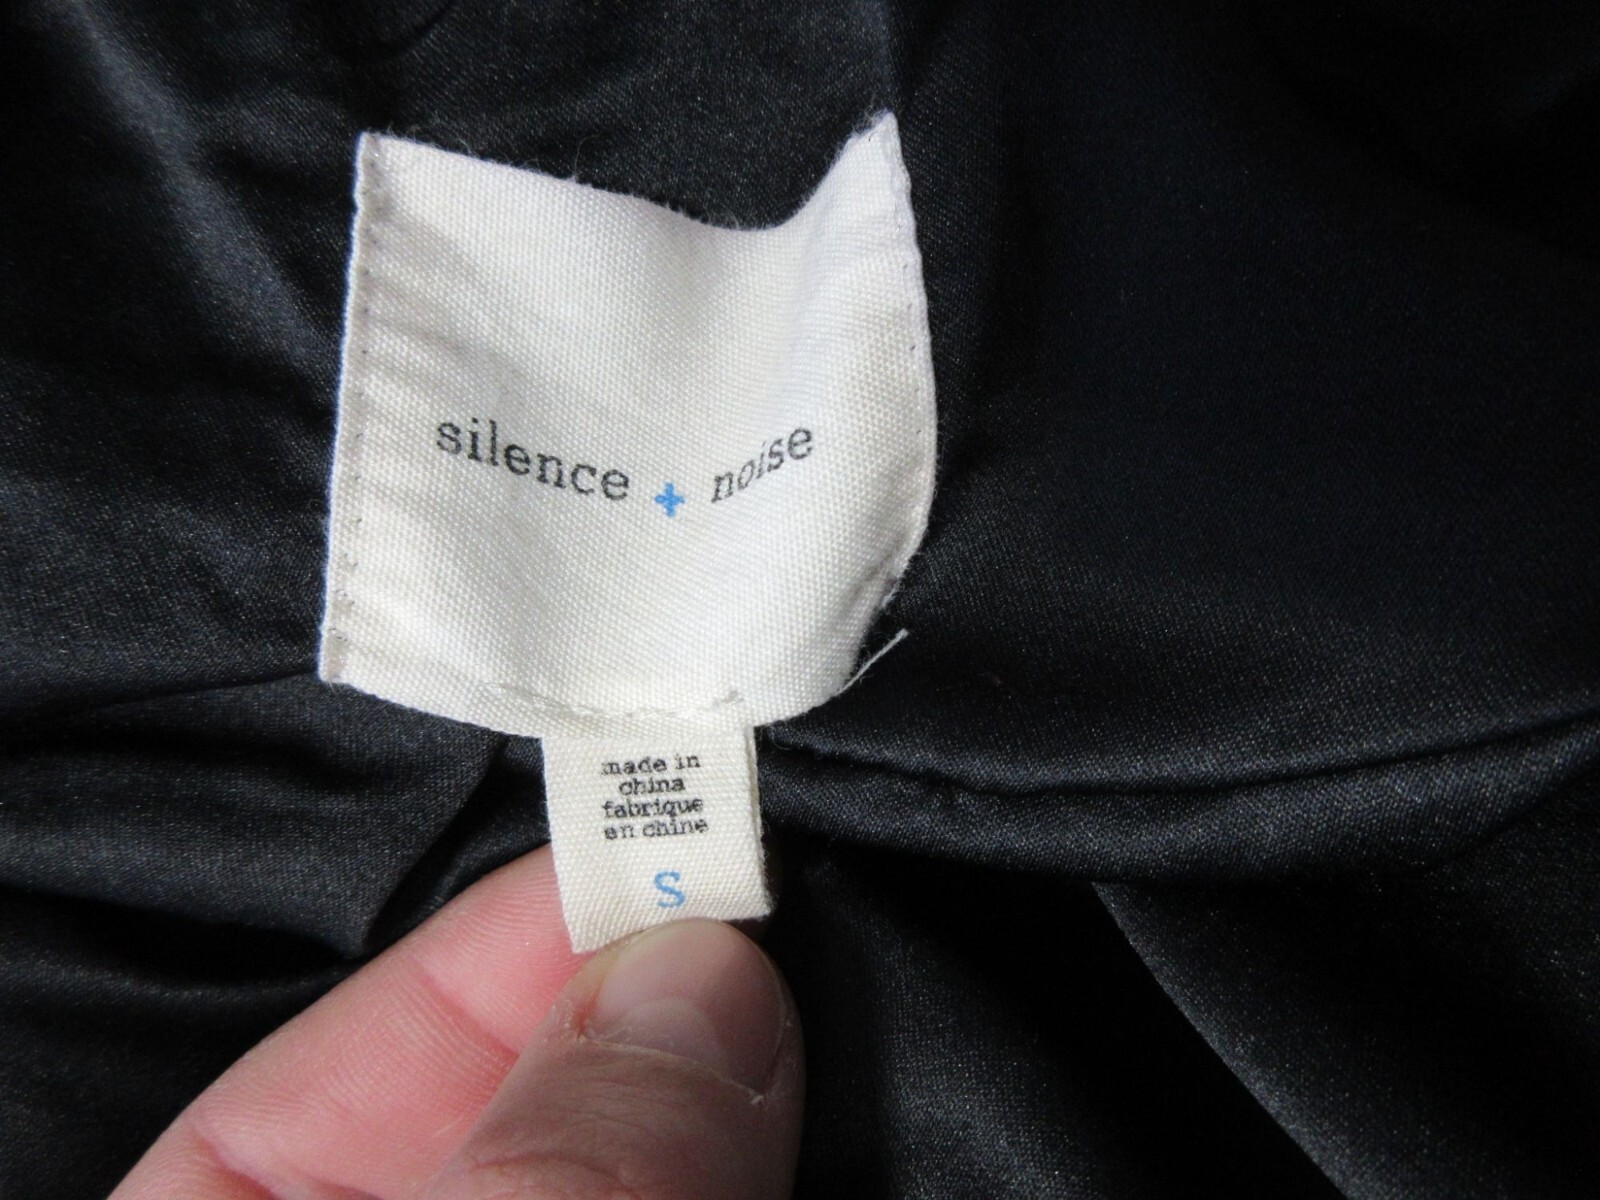 silence + noise
made in
china
fabrique
en chine
S